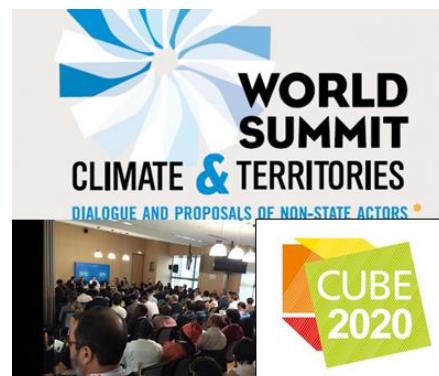 WORLD
SUMMIT
CLIMATE & TERRITORIES
DIALOGUE AND PROPOSALS OF NON-STATE ACTORS
CUBE
2020